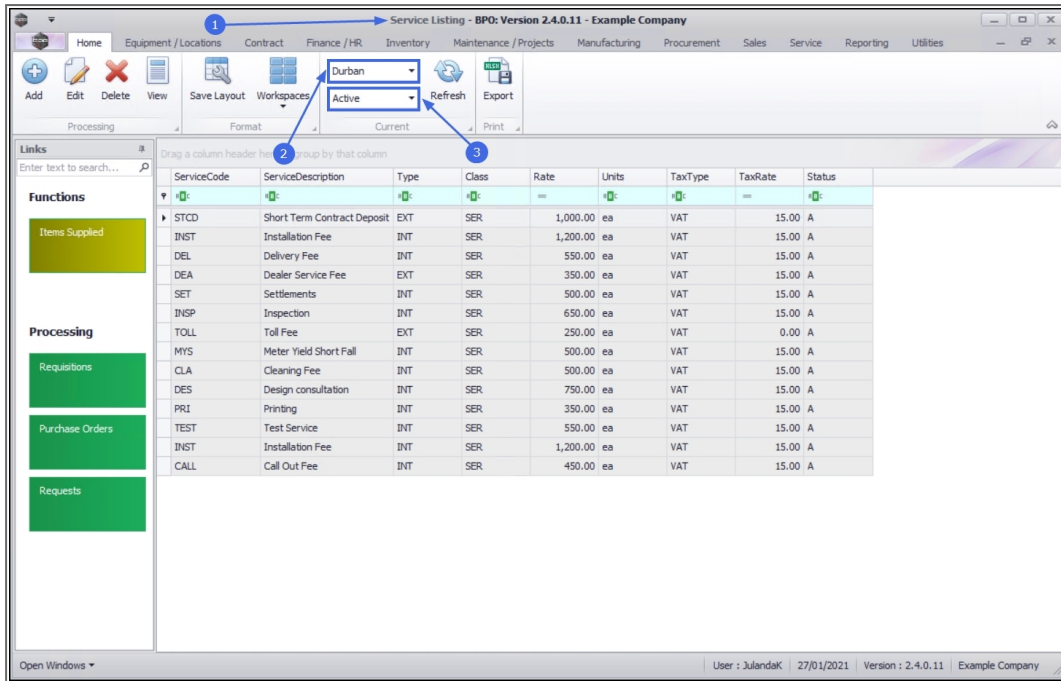 1
Service Listing - BPO: Version 2.4.0.11 - Example Company
Home Equipment / Locations Contract Finance / HR Inventory Maintenance / Projects Manufacturing Procurement Sales Service Reporting Utilities
Durban
Active
Add Edit Delete View Save Layout Workspaces Refresh Export
Processing Format Current Print
2 3
Links
Drag a column header here group by that column
Enter text to search...
ServiceCode ServiceDescription Type Class Rate Units TaxType TaxRate Status
Functions
STCD Short Term Contract Deposit EXT SER 1,000.00 ea VAT 15.00 A
Items Supplied
INST Installation Fee INT SER 1,200.00 ea VAT 15.00 A
DEL Delivery Fee INT SER 550.00 ea VAT 15.00 A
DEA Dealer Service Fee EXT SER 350.00 ea VAT 15.00 A
SET Settlements INT SER 500.00 ea VAT 15.00 A
INSP Inspection INT SER 650.00 ea VAT 15.00 A
Processing
TOLL Toll Fee EXT SER 250.00 ea VAT 0.00 A
MYS Meter Yield Short Fall INT SER 500.00 ea VAT 15.00 A
Requisitions
CLA Cleaning Fee INT SER 500.00 ea VAT 15.00 A
DES Design consultation INT SER 750.00 ea VAT 15.00 A
PRI Printing INT SER 350.00 ea VAT 15.00 A
Purchase Orders
TEST Test Service INT SER 550.00 ea VAT 15.00 A
INST Installation Fee INT SER 1,200.00 ea VAT 15.00 A
CALL Call Out Fee INT SER 450.00 ea VAT 15.00 A
Requests
Open Windows User : JulandaK 27/01/2021 Version : 2.4.0.11 Example Company